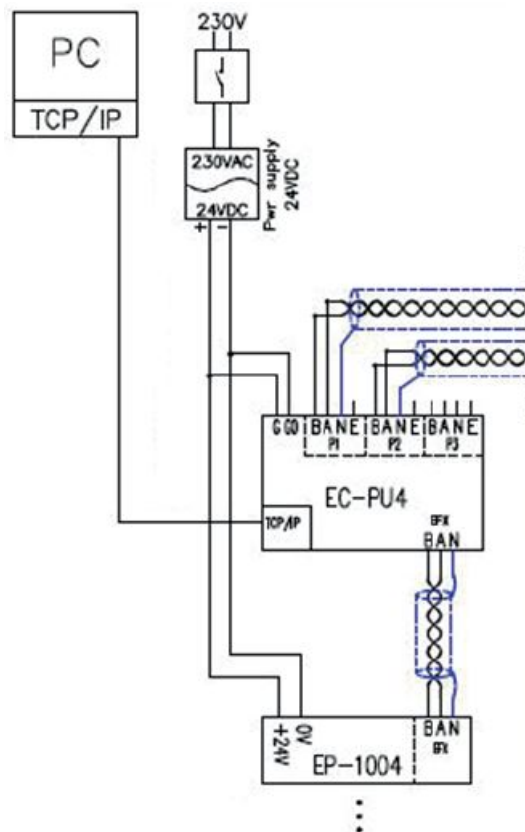 PC
TCP/IP
230V
230VAC
24VDC
+ -
Pwr supply
24VDC
G G0 B A N E B A N E B A N E
P1 P2 P3
EC-PU4
TCP/IP
EFX
B A N
+24V 0V
B A N
EFX
EP-1004